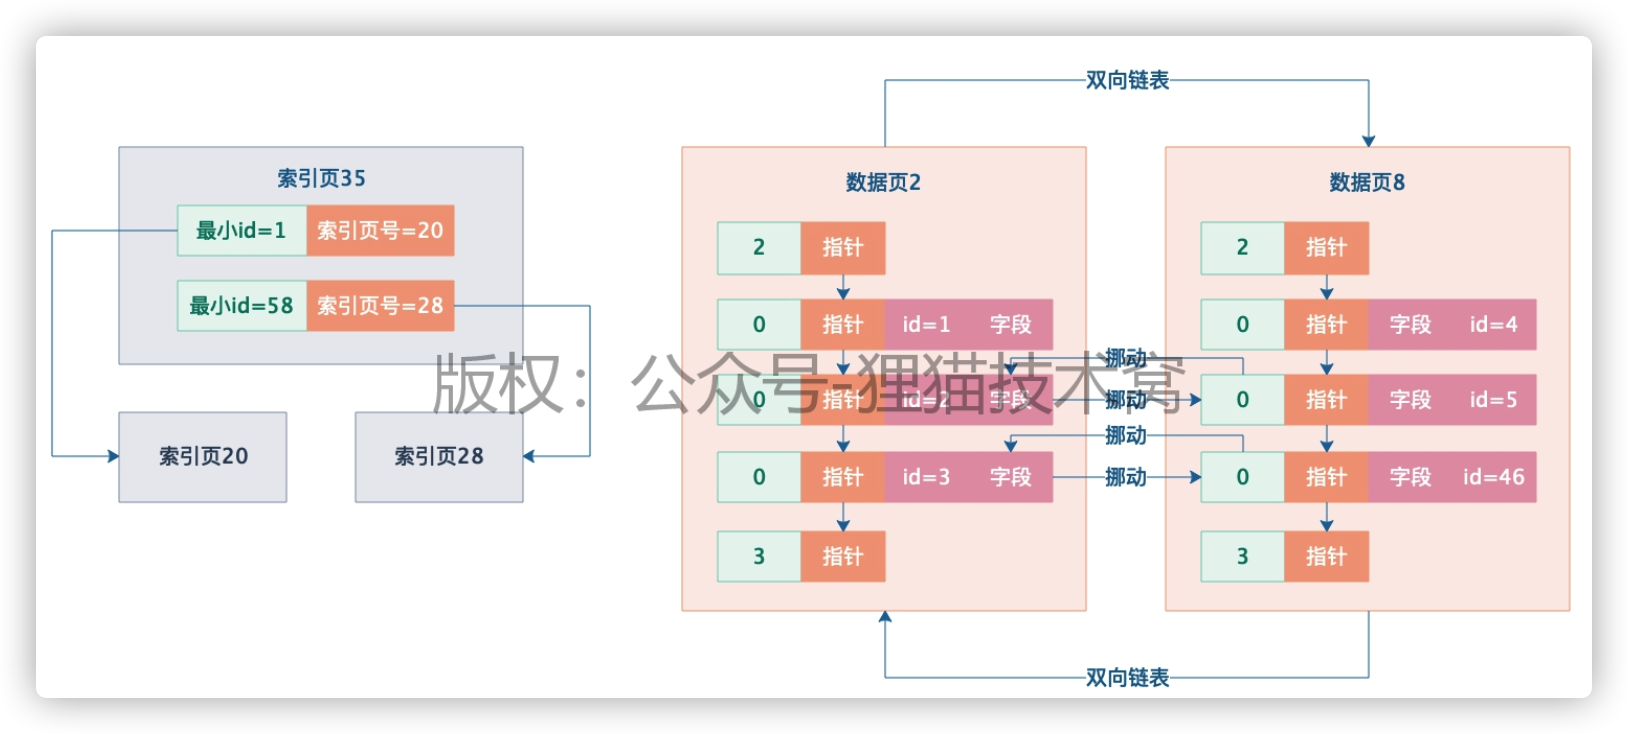 双向链表
索引页35
最小id=1 索引页号=20
最小id=58 索引页号=28
索引页20
索引页28
数据页2
2 指针
0 指针 id=1 字段
0 指针 id=2 字段
0 指针 id=3 字段
3 指针
挪动
挪动
挪动
挪动
数据页8
2 指针
0 指针 字段 id=4
0 指针 字段 id=5
0 指针 字段 id=46
3 指针
双向链表
版权：公众号-狸猫技术窝